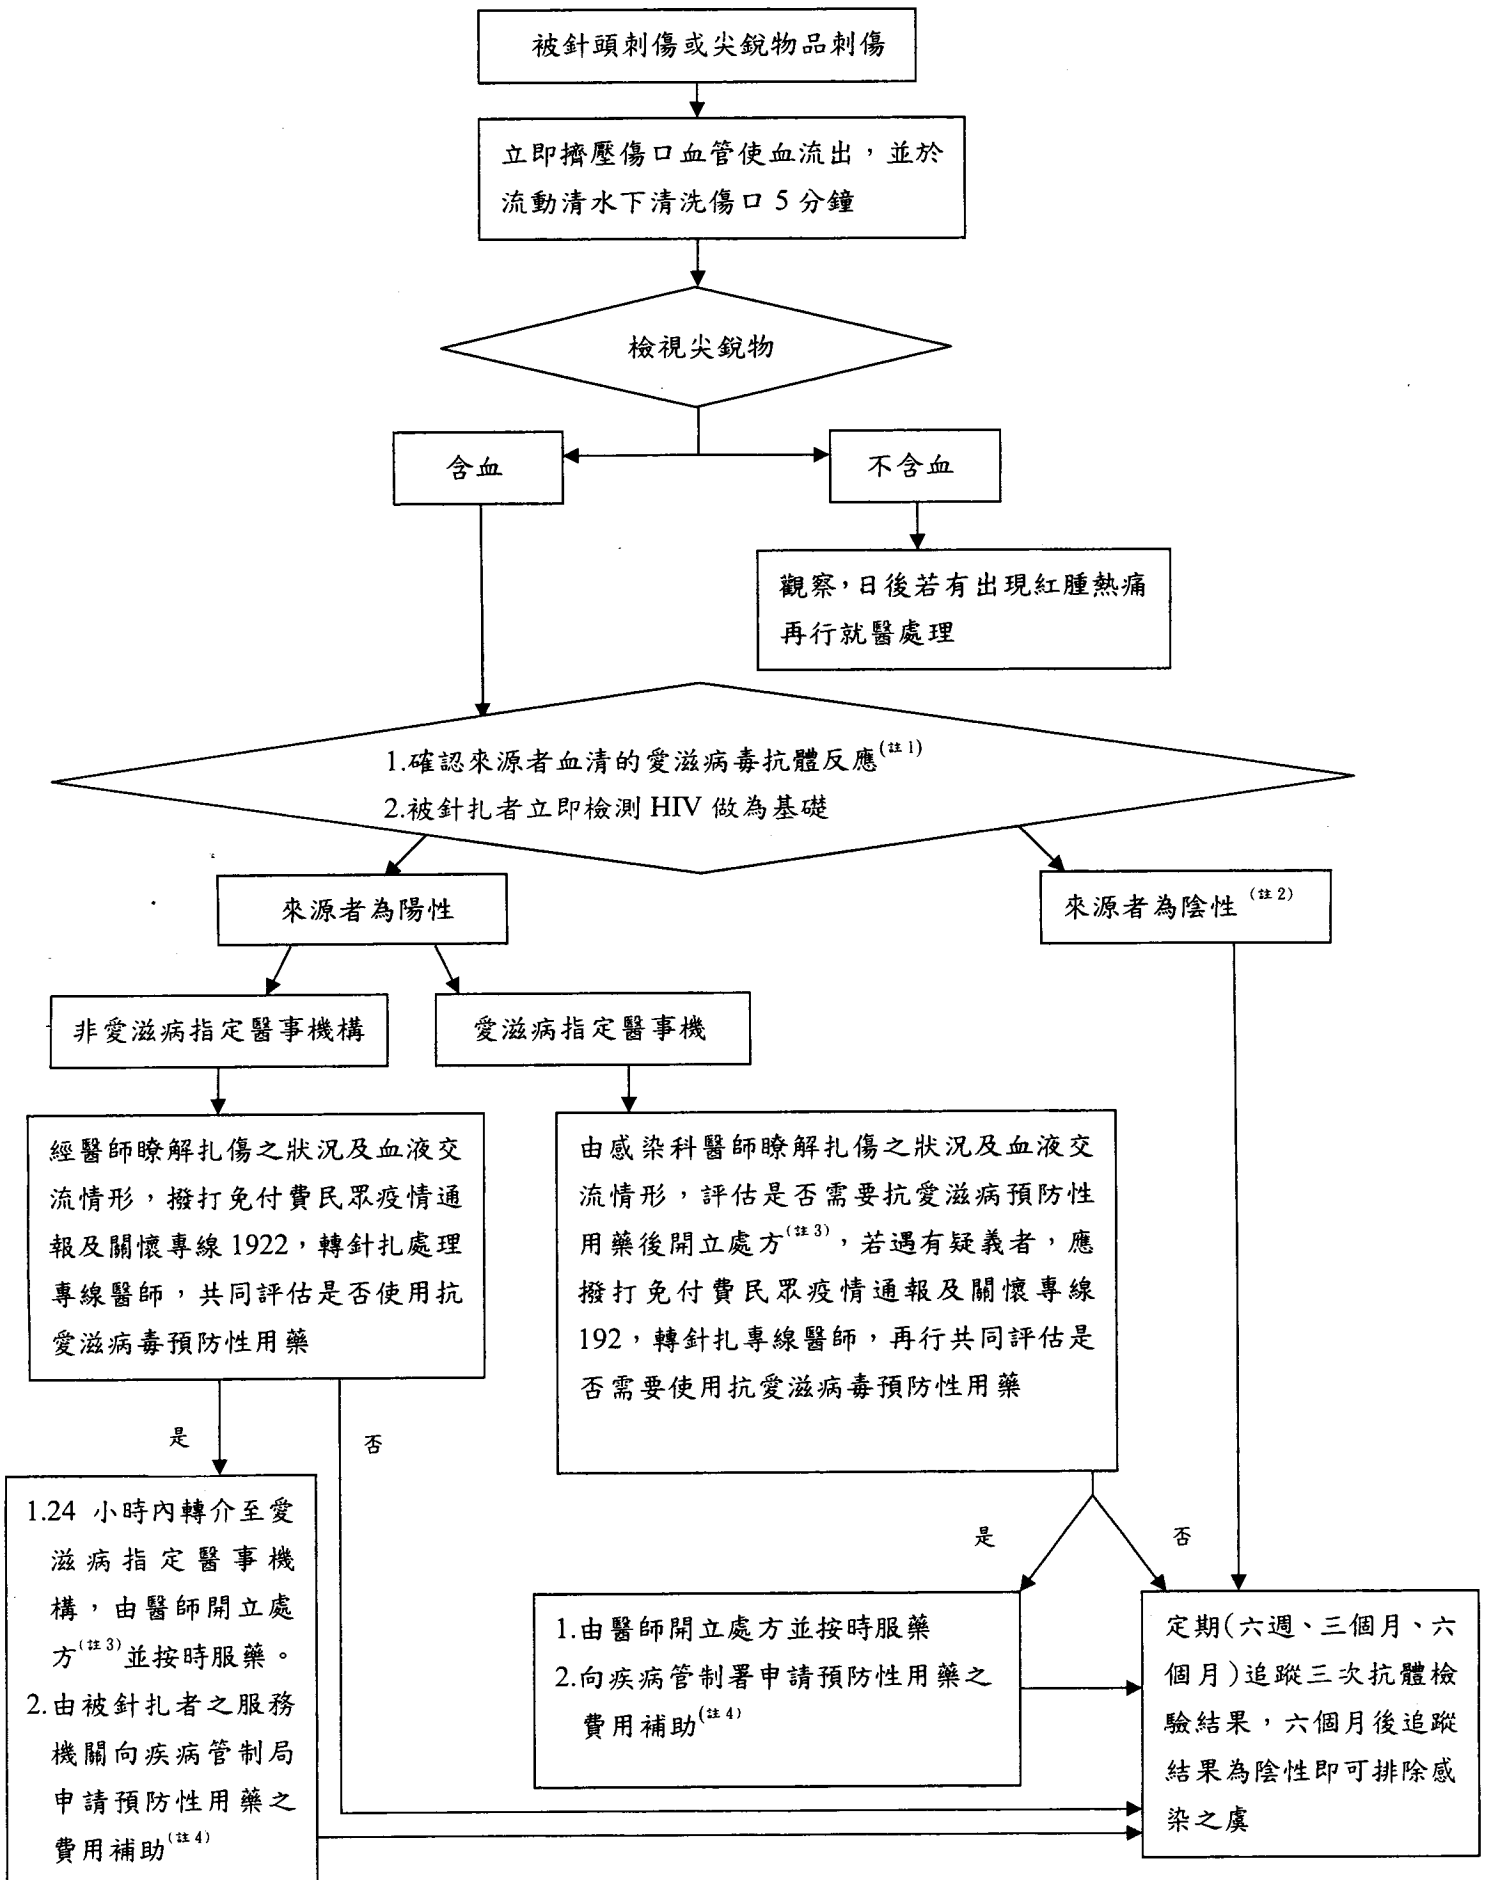 被針頭刺傷或尖銳物品刺傷
立即擠壓傷口血管使血流出，並於
流動清水下清洗傷口 5 分鐘
檢視尖銳物
含血
不含血
觀察，日後若有出現紅腫熱痛
再行就醫處理
1.確認來源者血清的愛滋病毒抗體反應(註1)
2.被針扎者立即檢測 HIV 做為基礎
來源者為陽性
來源者為陰性(註2)
非愛滋病指定醫事機構
愛滋病指定醫事機
經醫師瞭解扎傷之狀況及血液交
流情形，撥打免付費民眾疫情通
報及關懷專線 1922，轉針扎處理
專線醫師，共同評估是否使用抗
愛滋病毒預防性用藥
由感染科醫師瞭解扎傷之狀況及血液交
流情形，評估是否需要抗愛滋病預防性
用藥後開立處方(註3)，若遇有疑義者，應
撥打免付費民眾疫情通報及關懷專線
192，轉針扎專線醫師，再行共同評估是
否需要使用抗愛滋病毒預防性用藥
是
否
是
否
1.24 小時內轉介至愛
滋病指定醫事機
構，由醫師開立處
方(註3)並按時服藥。
2.由被針扎者之服務
機關向疾病管制局
申請預防性用藥之
費用補助(註4)
1.由醫師開立處方並按時服藥
2.向疾病管制署申請預防性用藥之
費用補助(註4)
定期(六週、三個月、六
個月)追蹤三次抗體檢
驗結果，六個月後追蹤
結果為陰性即可排除感
染之虞